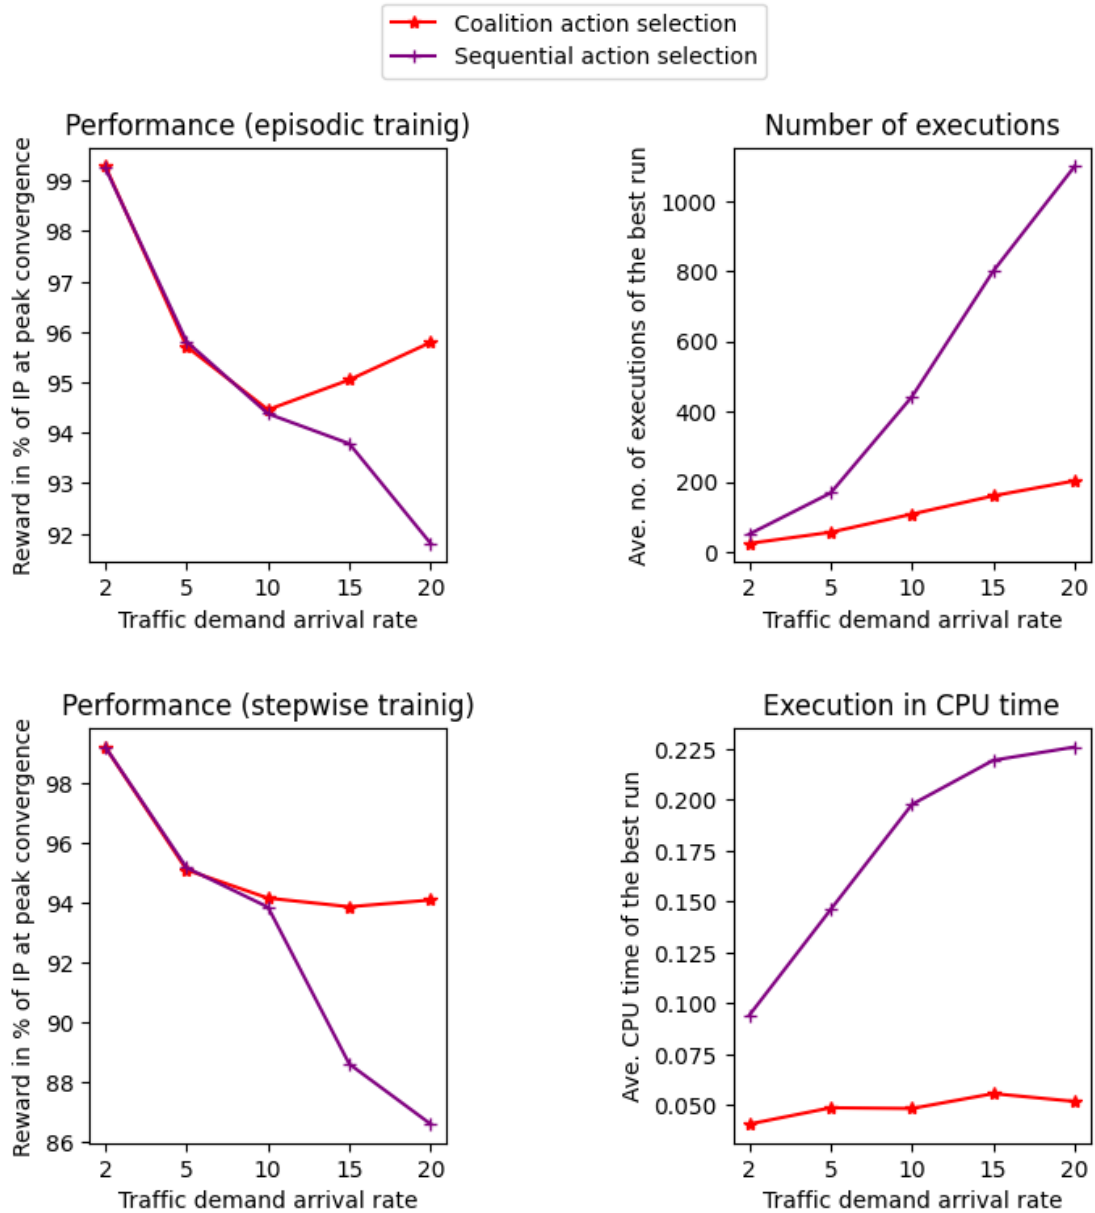 Coalition action selection
Sequential action selection
Performance (episodic trainig)
Reward in % of IP at peak convergence
99
98
97
96
95
94
93
92
2 5 10 15 20
Traffic demand arrival rate
Number of executions
Ave. no. of executions of the best run
1000
800
600
400
200
0
2 5 10 15 20
Traffic demand arrival rate
Performance (stepwise trainig)
Reward in % of IP at peak convergence
98
96
94
92
90
88
86
2 5 10 15 20
Traffic demand arrival rate
Execution in CPU time
Ave. CPU time of the best run
0.225
0.200
0.175
0.150
0.125
0.100
0.075
0.050
2 5 10 15 20
Traffic demand arrival rate